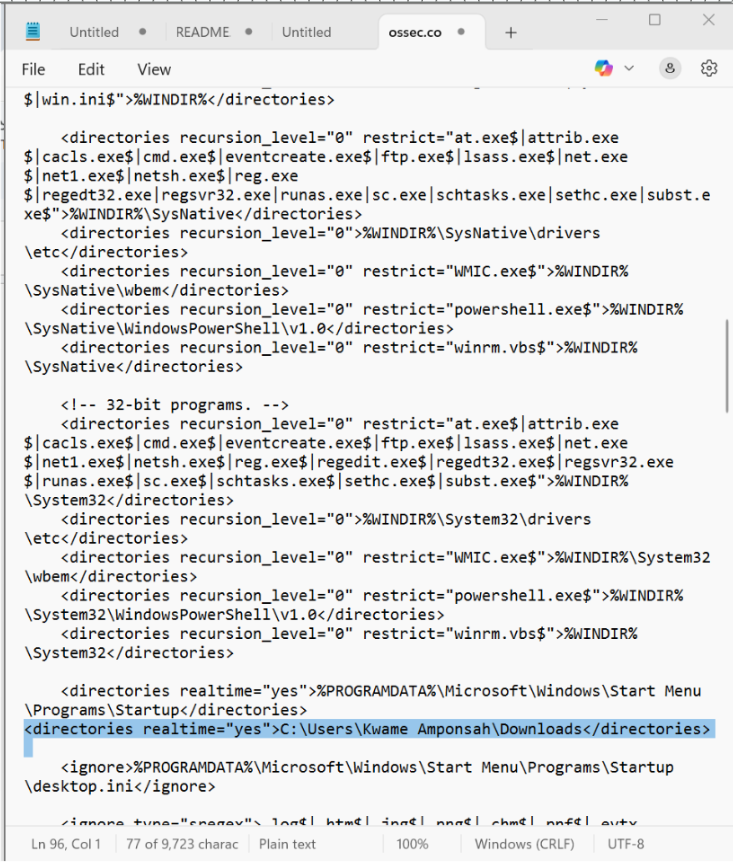 Untitled README Untitled ossec.co
File Edit View
$|win.ini$">%WINDIR%</directories>
<directories recursion_level="0" restrict="at.exe$|attrib.exe
$|cacls.exe$|cmd.exe$|eventcreate.exe$|ftp.exe$|lsass.exe$|net.exe
$|net1.exe$|netsh.exe$|reg.exe
$|regedt32.exe|regsvr32.exe|runas.exe|sc.exe|schtasks.exe|sethc.exe|subst.e
xe$">%WINDIR%\SysNative</directories>
<directories recursion_level="0">%WINDIR%\SysNative\drivers
\etc</directories>
<directories recursion_level="0" restrict="WMIC.exe$">%WINDIR%
\SysNative\wbem</directories>
<directories recursion_level="0" restrict="powershell.exe$">%WINDIR%
\SysNative\WindowsPowerShell\v1.0</directories>
<directories recursion_level="0" restrict="winrm.vbs$">%WINDIR%
\SysNative</directories>
<!-- 32-bit programs. -->
<directories recursion_level="0" restrict="at.exe$|attrib.exe
$|cacls.exe$|cmd.exe$|eventcreate.exe$|ftp.exe$|lsass.exe$|net.exe
$|net1.exe$|netsh.exe$|reg.exe$|regedit.exe$|regedt32.exe$|regsvr32.exe
$|runas.exe$|sc.exe$|schtasks.exe$|sethc.exe$|subst.exe$">%WINDIR%
\System32</directories>
<directories recursion_level="0">%WINDIR%\System32\drivers
\etc</directories>
<directories recursion_level="0" restrict="WMIC.exe$">%WINDIR%\System32
\wbem</directories>
<directories recursion_level="0" restrict="powershell.exe$">%WINDIR%
\System32\WindowsPowerShell\v1.0</directories>
<directories recursion_level="0" restrict="winrm.vbs$">%WINDIR%
\System32</directories>
<directories realtime="yes">%PROGRAMDATA%\Microsoft\Windows\Start Menu
\Programs\Startup</directories>
<directories realtime="yes">C:\Users\Kwame Amponsah\Downloads</directories>
<ignore>%PROGRAMDATA%\Microsoft\Windows\Start Menu\Programs\Startup
\desktop.ini</ignore>
<ignore type="sregex">.log$|.htm$|.jpg$|.png$|.chm$|.pnf$|.evtx
Ln 96, Col 1 77 of 9,723 charac Plain text 100% Windows (CRLF) UTF-8